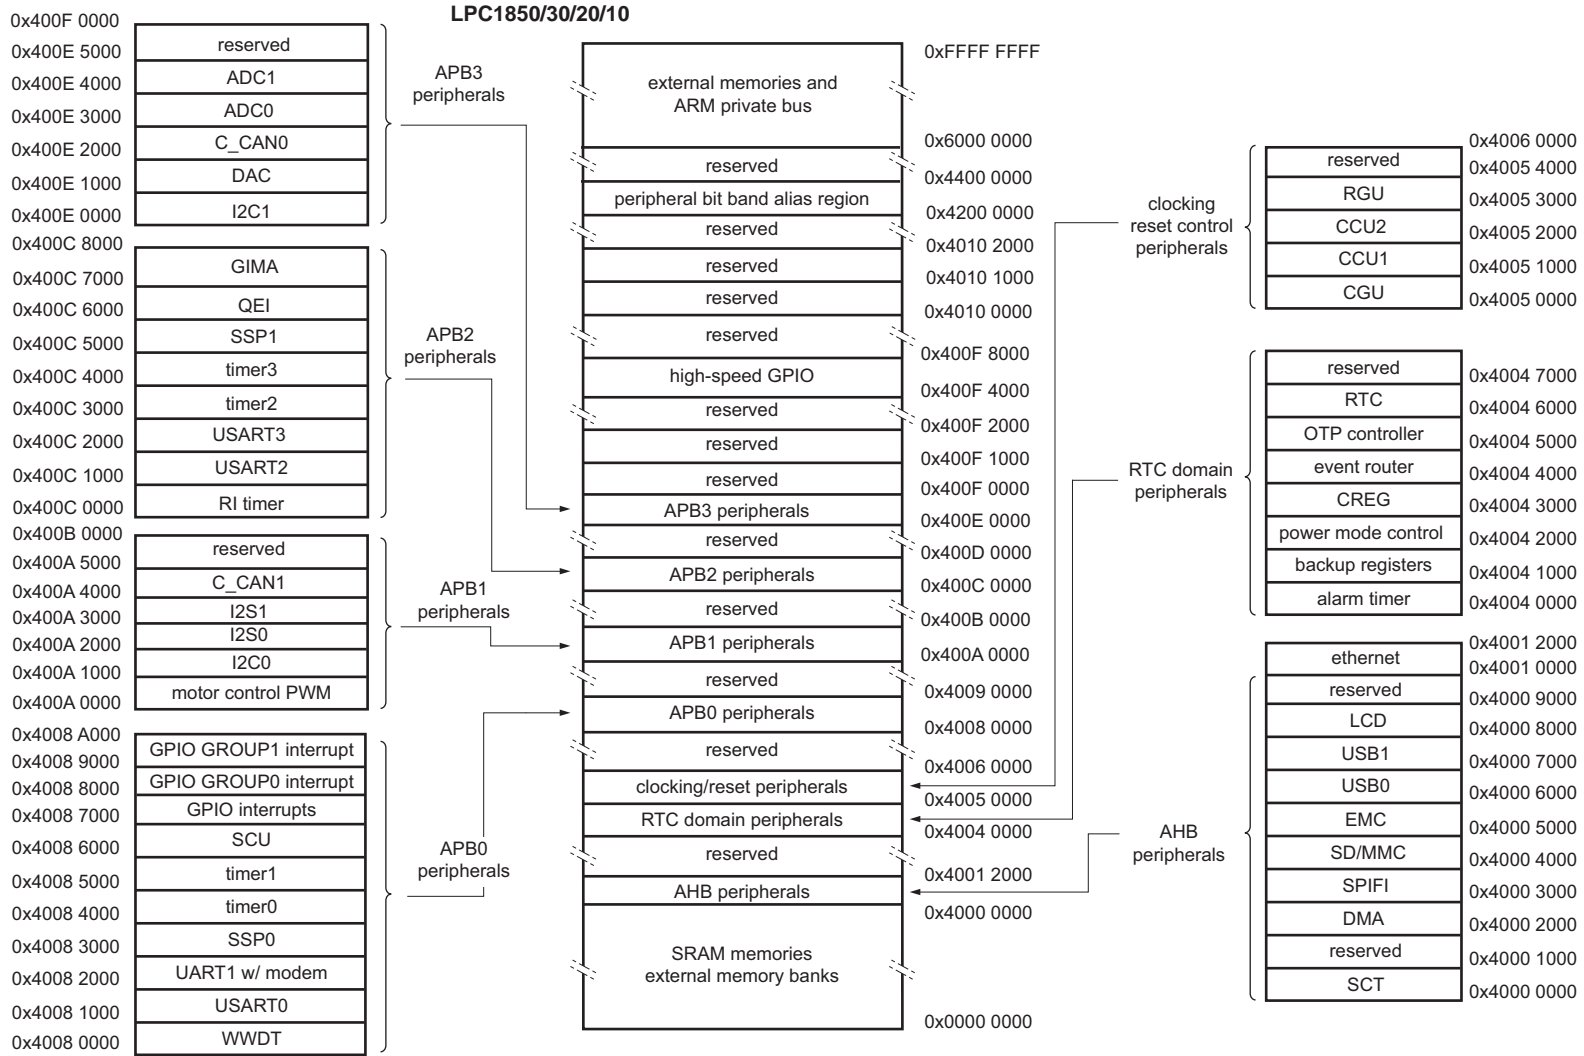 LPC1850/30/20/10
0x400F 0000
reserved
0x400E 5000
ADC1
0x400E 4000
ADC0
0x400E 3000
C_CAN0
0x400E 2000
DAC
0x400E 1000
I2C1
0x400E 0000
APB3
peripherals
0x400C 8000
GIMA
0x400C 7000
QEI
0x400C 6000
SSP1
0x400C 5000
timer3
0x400C 4000
timer2
0x400C 3000
USART3
0x400C 2000
USART2
0x400C 1000
RI timer
0x400C 0000
APB2
peripherals
0x400B 0000
reserved
0x400A 5000
C_CAN1
0x400A 4000
I2S1
0x400A 3000
I2S0
0x400A 2000
I2C0
0x400A 1000
motor control PWM
0x400A 0000
APB1
peripherals
0x4008 A000
GPIO GROUP1 interrupt
0x4008 9000
GPIO GROUP0 interrupt
0x4008 8000
GPIO interrupts
0x4008 7000
SCU
0x4008 6000
timer1
0x4008 5000
timer0
0x4008 4000
SSP0
0x4008 3000
UART1 w/ modem
0x4008 2000
USART0
0x4008 1000
WWDT
0x4008 0000
APB0
peripherals
0xFFFF FFFF
external memories and
ARM private bus
0x6000 0000
reserved
0x4400 0000
peripheral bit band alias region
0x4200 0000
reserved
0x4010 2000
reserved
0x4010 1000
reserved
0x4010 0000
reserved
0x400F 8000
high-speed GPIO
0x400F 4000
reserved
0x400F 2000
reserved
0x400F 1000
reserved
0x400F 0000
APB3 peripherals
0x400E 0000
reserved
0x400D 0000
APB2 peripherals
0x400C 0000
reserved
0x400B 0000
APB1 peripherals
0x400A 0000
reserved
0x4009 0000
APB0 peripherals
0x4008 0000
reserved
0x4006 0000
clocking/reset peripherals
0x4005 0000
RTC domain peripherals
0x4004 0000
reserved
0x4001 2000
AHB peripherals
0x4000 0000
SRAM memories
external memory banks
0x0000 0000
clocking
reset control
peripherals
0x4006 0000
reserved
0x4005 4000
RGU
0x4005 3000
CCU2
0x4005 2000
CCU1
0x4005 1000
CGU
0x4005 0000
RTC domain
peripherals
reserved
0x4004 7000
RTC
0x4004 6000
OTP controller
0x4004 5000
event router
0x4004 4000
CREG
0x4004 3000
power mode control
0x4004 2000
backup registers
0x4004 1000
alarm timer
0x4004 0000
AHB
peripherals
0x4001 2000
ethernet
0x4001 0000
reserved
0x4000 9000
LCD
0x4000 8000
USB1
0x4000 7000
USB0
0x4000 6000
EMC
0x4000 5000
SD/MMC
0x4000 4000
SPIFI
0x4000 3000
DMA
0x4000 2000
reserved
0x4000 1000
SCT
0x4000 0000